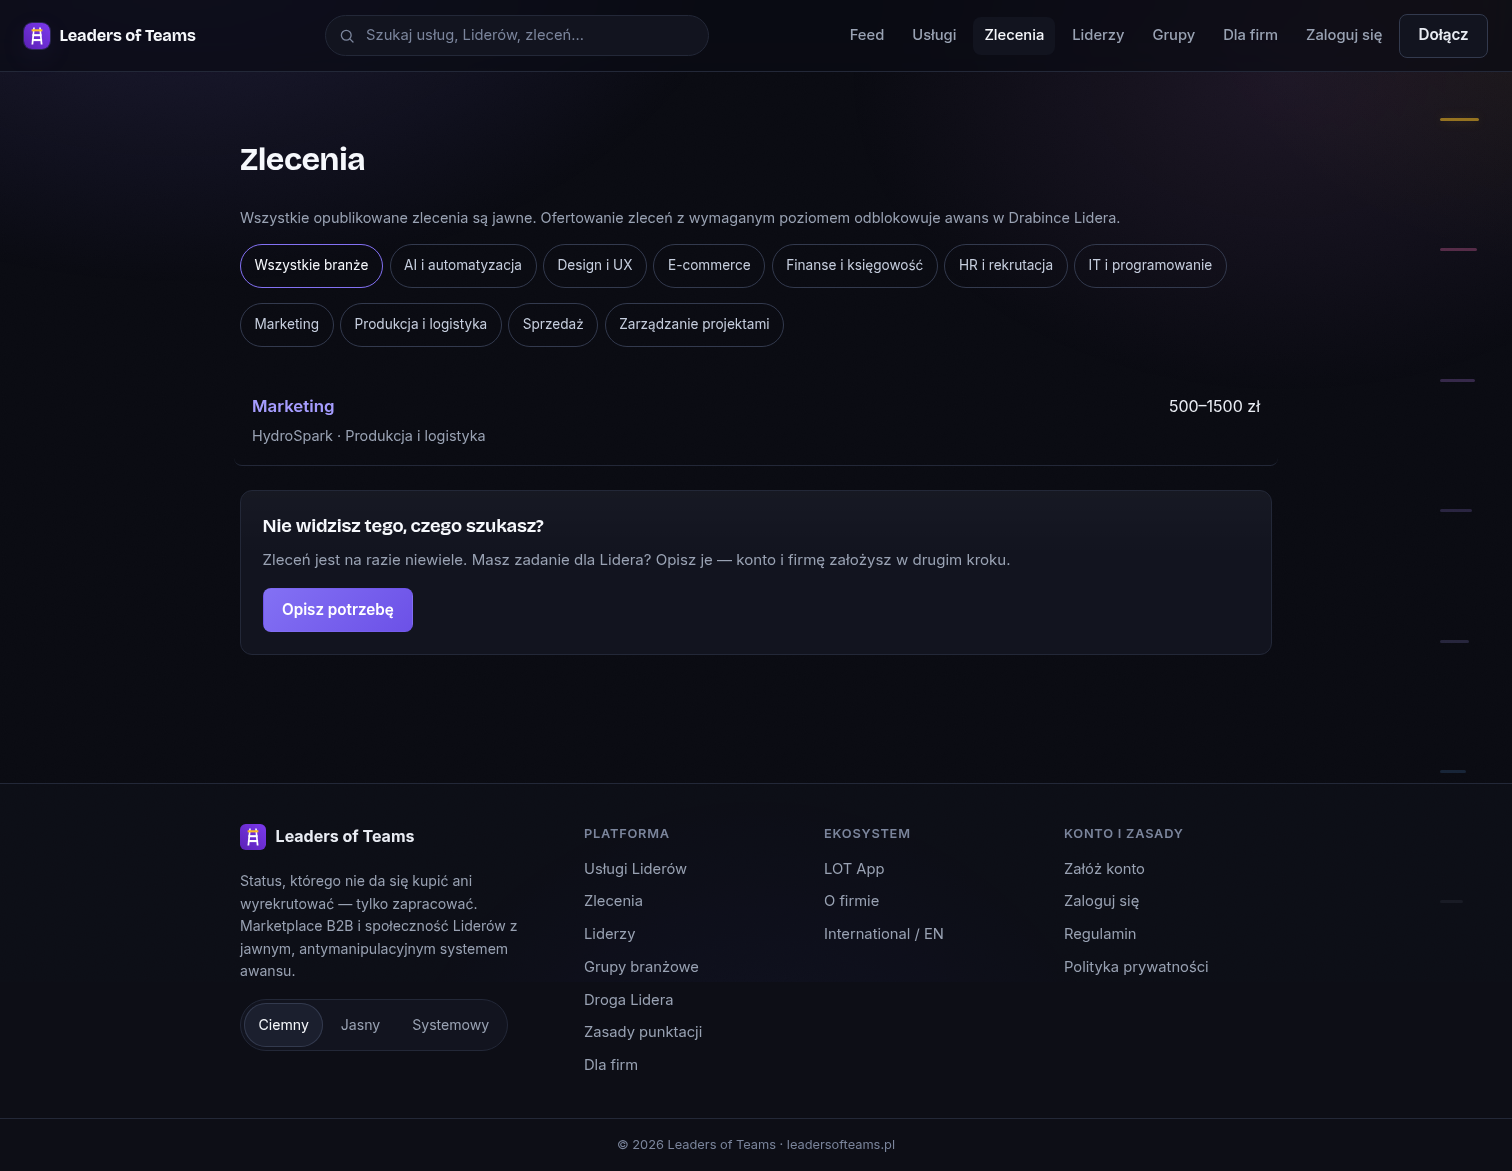 Leaders of Teams
Szukaj usług, Liderów, zleceń...
Feed
Usługi
Zlecenia
Liderzy
Grupy
Dla firm
Zaloguj się
Dołącz
Zlecenia
Wszystkie opublikowane zlecenia są jawne. Ofertowanie zleceń z wymaganym poziomem odblokowuje awans w Drabince Lidera.
Wszystkie branże
AI i automatyzacja
Design i UX
E-commerce
Finanse i księgowość
HR i rekrutacja
IT i programowanie
Marketing
Produkcja i logistyka
Sprzedaż
Zarządzanie projektami
Marketing
500–1500 zł
HydroSpark · Produkcja i logistyka
Nie widzisz tego, czego szukasz?
Zleceń jest na razie niewiele. Masz zadanie dla Lidera? Opisz je — konto i firmę założysz w drugim kroku.
Opisz potrzebę
Leaders of Teams
Status, którego nie da się kupić ani
wyrekrutować — tylko zapracować.
Marketplace B2B i społeczność Liderów z
jawnym, antymanipulacyjnym systemem
awansu.
Ciemny
Jasny
Systemowy
PLATFORMA
Usługi Liderów
Zlecenia
Liderzy
Grupy branżowe
Droga Lidera
Zasady punktacji
Dla firm
EKOSYSTEM
LOT App
O firmie
International / EN
KONTO I ZASADY
Załóż konto
Zaloguj się
Regulamin
Polityka prywatności
© 2026 Leaders of Teams · leadersofteams.pl